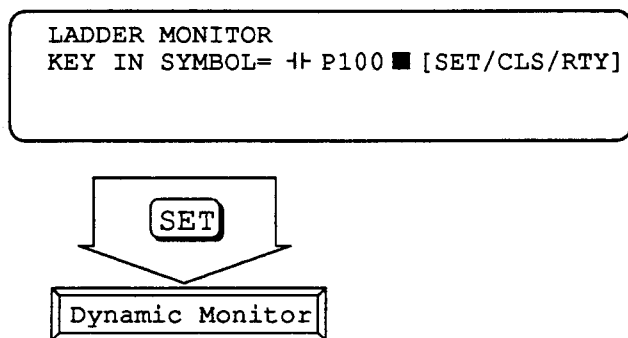 LADDER MONITOR
KEY IN SYMBOL= ⊣⊢ P100■[SET/CLS/RTY]
SET
Dynamic Monitor